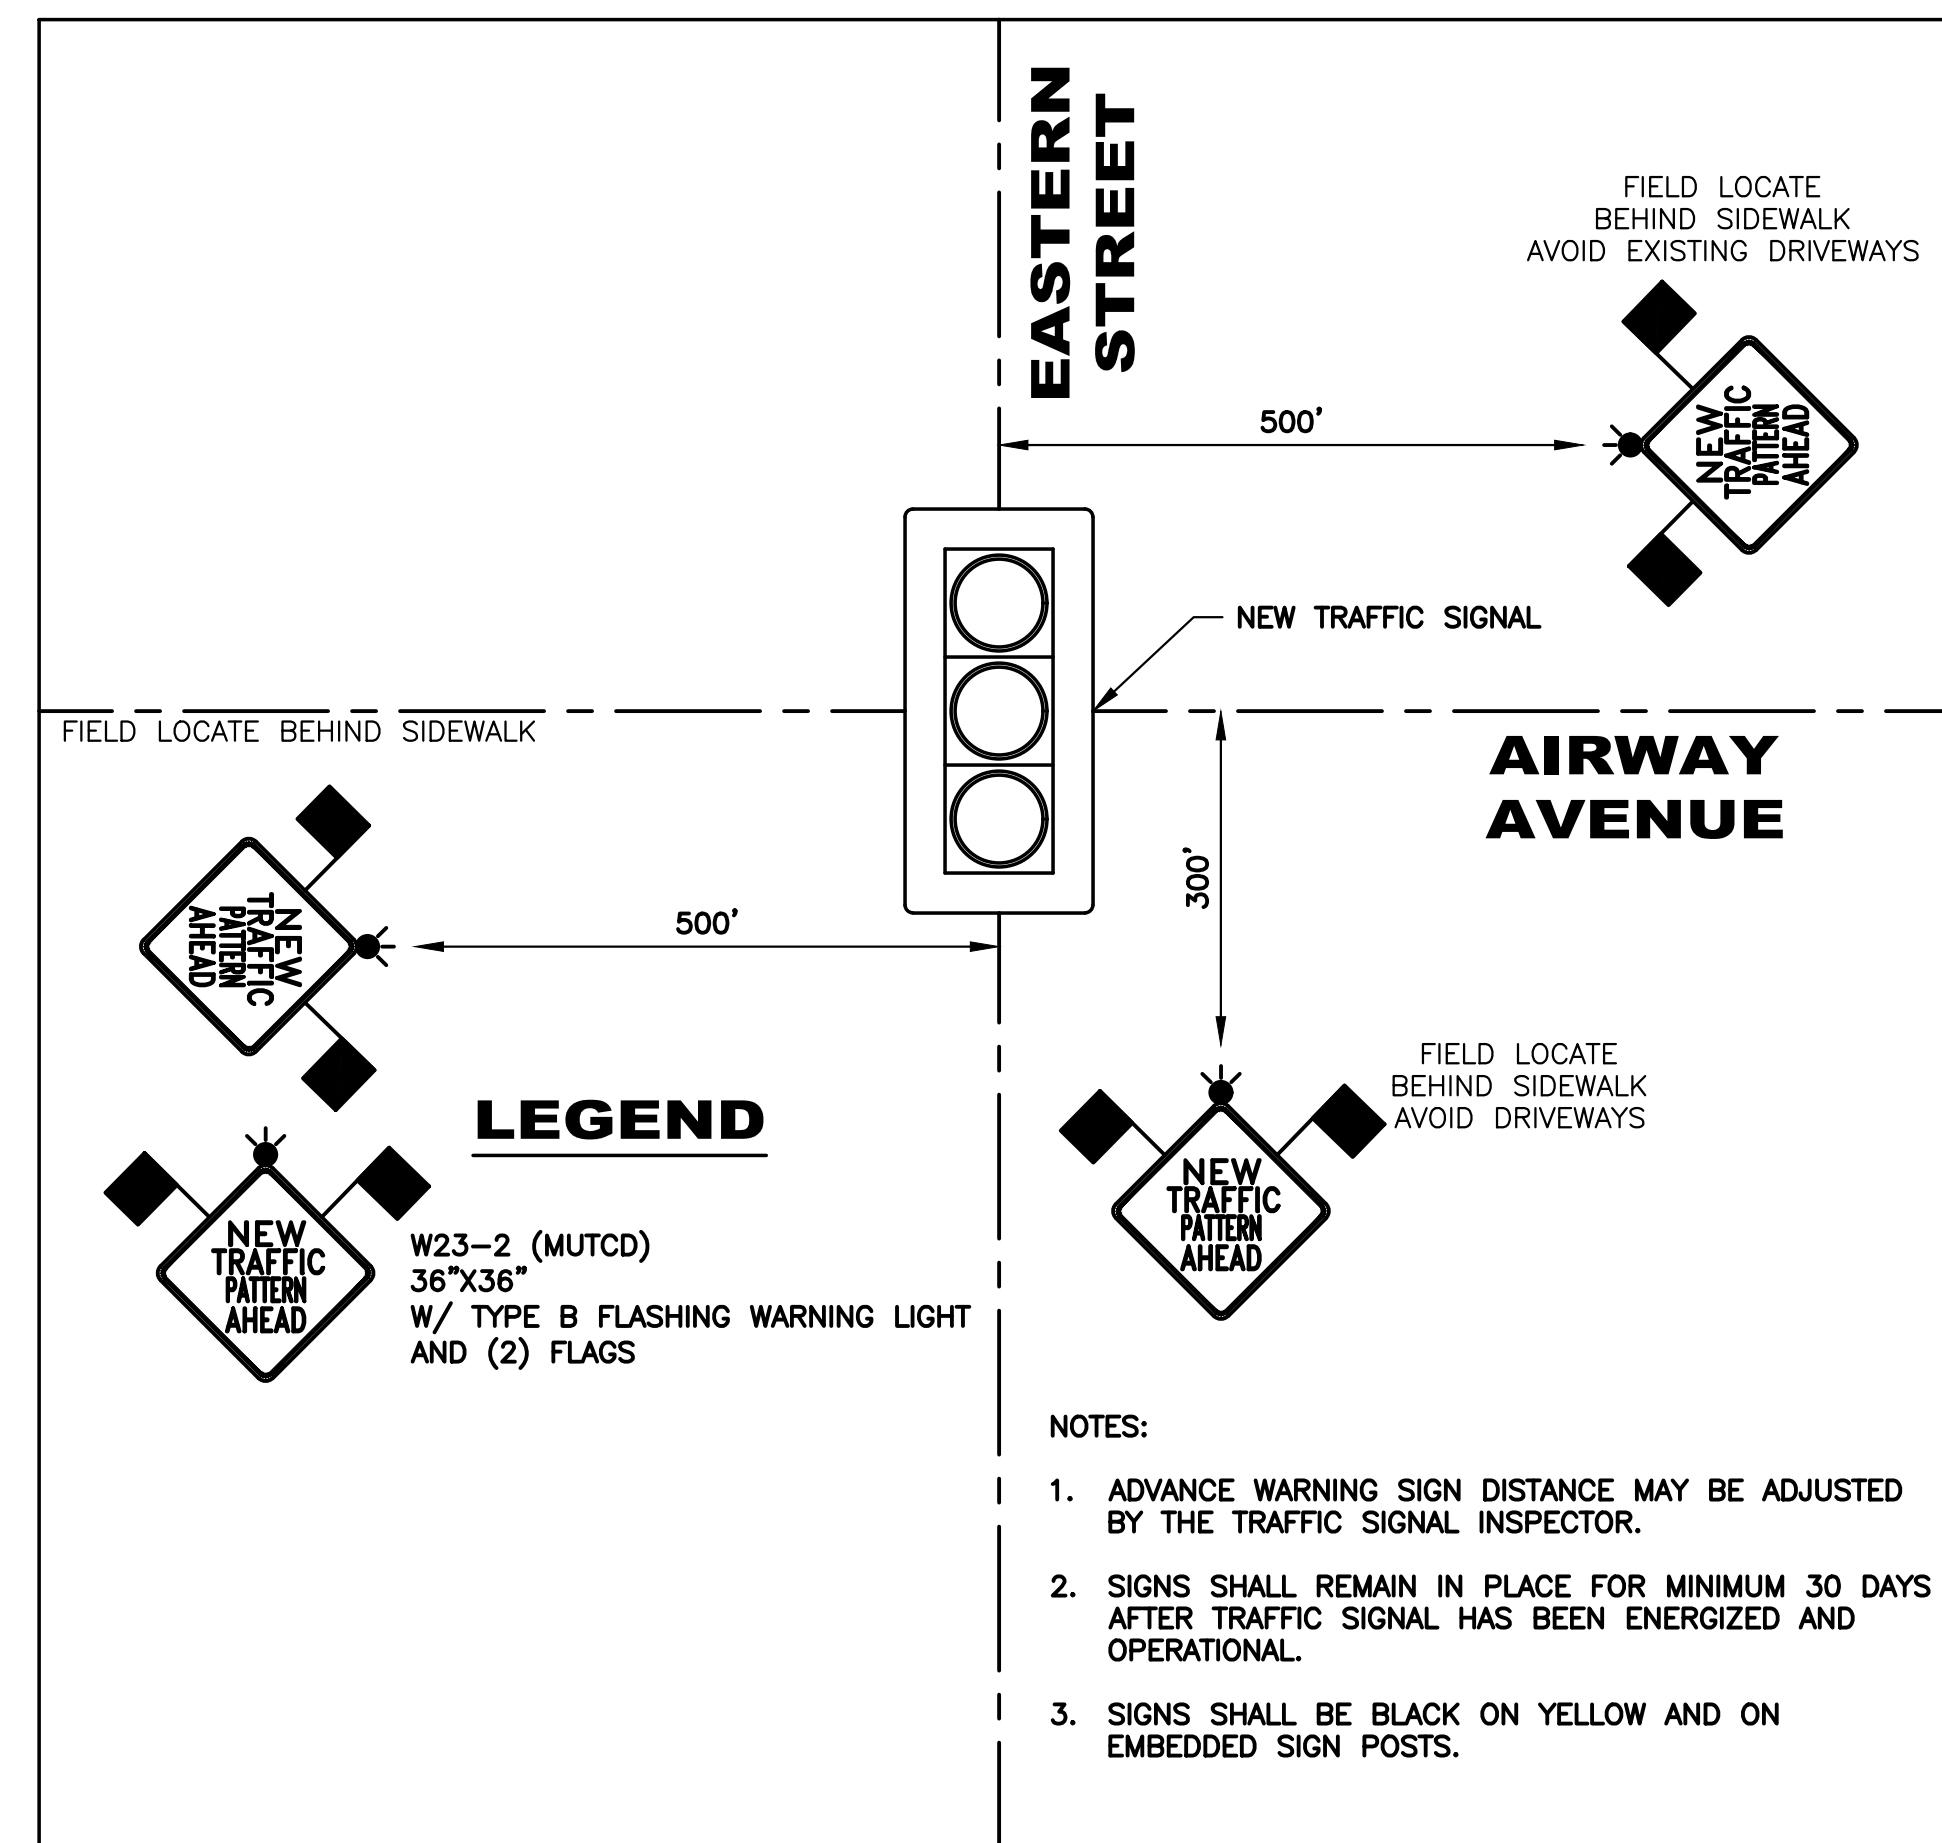 EASTERN
STREET
FIELD LOCATE
BEHIND SIDEWALK
AVOID EXISTING DRIVEWAYS
500'
NEW
TRAFFIC
PATTERN
AHEAD
NEW TRAFFIC SIGNAL
FIELD LOCATE BEHIND SIDEWALK
AIRWAY
AVENUE
300'
NEW
TRAFFIC
PATTERN
AHEAD
500'
FIELD LOCATE
BEHIND SIDEWALK
AVOID DRIVEWAYS
NEW
TRAFFIC
PATTERN
AHEAD
LEGEND
NEW
TRAFFIC
PATTERN
AHEAD
W23-2 (MUTCD)
36"X36"
W/ TYPE B FLASHING WARNING LIGHT
AND (2) FLAGS
NOTES:
1. ADVANCE WARNING SIGN DISTANCE MAY BE ADJUSTED
BY THE TRAFFIC SIGNAL INSPECTOR.
2. SIGNS SHALL REMAIN IN PLACE FOR MINIMUM 30 DAYS
AFTER TRAFFIC SIGNAL HAS BEEN ENERGIZED AND
OPERATIONAL.
3. SIGNS SHALL BE BLACK ON YELLOW AND ON
EMBEDDED SIGN POSTS.